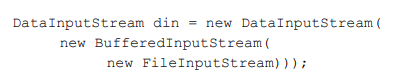 DataInputStream din = new DataInputStream(
new BufferedInputStream(
new FileInputStream)));